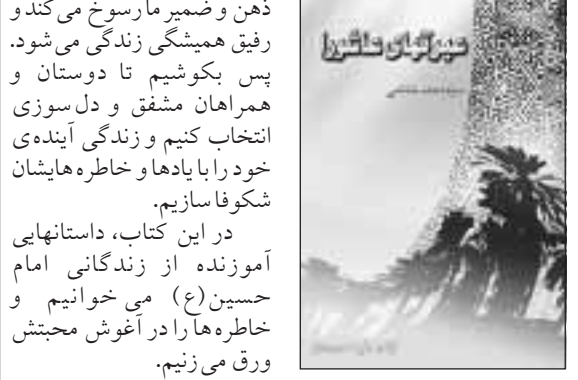 ذهن و ضمیر ما رسوخ می‌کند و
رفیق همیشگی زندگی می‌شود.
پس بکوشیم تا دوستان و
همراهان مشفق و دل‌سوزی
انتخاب کنیم و زندگی آینده‌ی
خود را با یادها و خاطره‌هایشان
شکوفا سازیم.
در این کتاب، داستانهایی
آموزنده از زندگانی امام
حسین(ع) می‌خوانیم و
خاطره‌ها را در آغوش محبتش
ورق می‌زنیم.
عبرتهای عاشورا